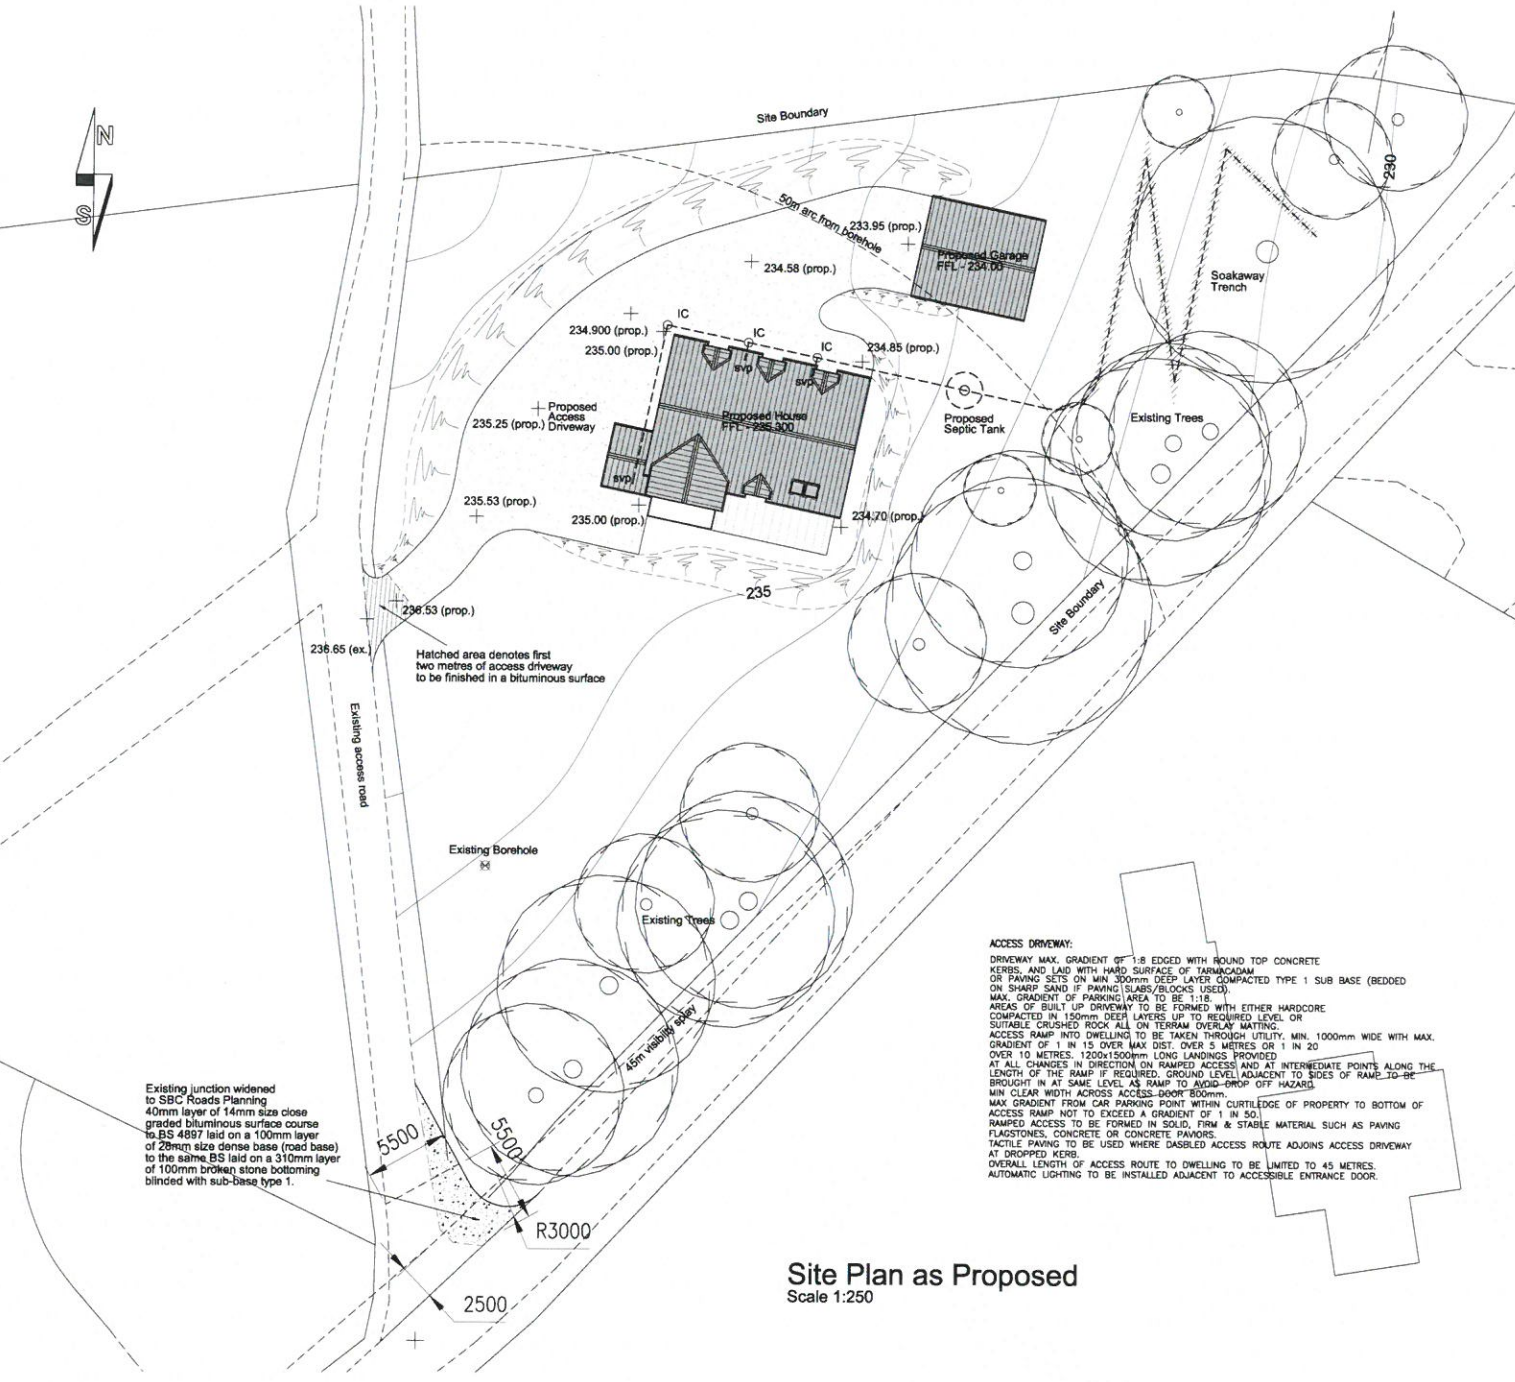 N
S
Site Boundary
230
50m arc from borehole
233.95 (prop.)
Proposed Garage
FFL - 234.00
234.58 (prop.)
Soakaway
Trench
IC
IC
IC
234.900 (prop.)
235.00 (prop.)
234.85 (prop.)
svp
svp
Proposed
Access
Driveway
235.25 (prop.)
Proposed House
FFL - 235.300
Proposed
Septic Tank
Existing Trees
svp
235.53 (prop.)
235.00 (prop.)
234.70 (prop.)
235
Site Boundary
236.53 (prop.)
236.65 (ex.)
Hatched area denotes first
two metres of access driveway
to be finished in a bituminous surface
Existing access road
Existing Borehole
Existing Trees
45m visibility splay
ACCESS DRIVEWAY:
DRIVEWAY MAX. GRADIENT OF 1:8 EDGED WITH ROUND TOP CONCRETE
KERBS, AND LAID WITH HARD SURFACE OF TARMACADAM
OR PAVING SETS ON MIN 300mm DEEP LAYER COMPACTED TYPE 1 SUB BASE (BEDDED
ON SHARP SAND IF PAVING SLABS/BLOCKS USED).
MAX. GRADIENT OF PARKING AREA TO BE 1:18.
AREAS OF BUILT UP DRIVEWAY TO BE FORMED WITH EITHER HARDCORE
COMPACTED IN 150mm DEEP LAYERS UP TO REQUIRED LEVEL OR
SUITABLE CRUSHED ROCK ALL ON TERRAM OVERLAY MATTING.
ACCESS RAMP INTO DWELLING TO BE TAKEN THROUGH UTILITY. MIN. 1000mm WIDE WITH MAX.
GRADIENT OF 1 IN 15 OVER MAX DIST. OVER 5 METRES OR 1 IN 20
OVER 10 METRES. 1200x1500mm LONG LANDINGS PROVIDED
AT ALL CHANGES IN DIRECTION ON RAMPED ACCESS AND AT INTERMEDIATE POINTS ALONG THE
LENGTH OF THE RAMP IF REQUIRED. GROUND LEVEL ADJACENT TO SIDES OF RAMP TO BE
BROUGHT IN AT SAME LEVEL AS RAMP TO AVOID DROP OFF HAZARD.
MIN CLEAR WIDTH ACROSS ACCESS DOOR 800mm.
MAX GRADIENT FROM CAR PARKING POINT WITHIN CURTILEDGE OF PROPERTY TO BOTTOM OF
ACCESS RAMP NOT TO EXCEED A GRADIENT OF 1 IN 50.
RAMPED ACCESS TO BE FORMED IN SOLID, FIRM & STABLE MATERIAL SUCH AS PAVING
FLAGSTONES, CONCRETE OR CONCRETE PAVIORS.
TACTILE PAVING TO BE USED WHERE DASBLED ACCESS ROUTE ADJOINS ACCESS DRIVEWAY
AT DROPPED KERB.
OVERALL LENGTH OF ACCESS ROUTE TO DWELLING TO BE LIMITED TO 45 METRES.
AUTOMATIC LIGHTING TO BE INSTALLED ADJACENT TO ACCESSIBLE ENTRANCE DOOR.
Existing junction widened
to SBC Roads Planning
40mm layer of 14mm size close
graded bituminous surface course
to BS 4897 laid on a 100mm layer
of 28mm size dense base (road base)
to the same BS laid on a 310mm layer
of 100mm broken stone bottoming
blinded with sub-base type 1.
5500
5500
R3000
2500
Site Plan as Proposed
Scale 1:250